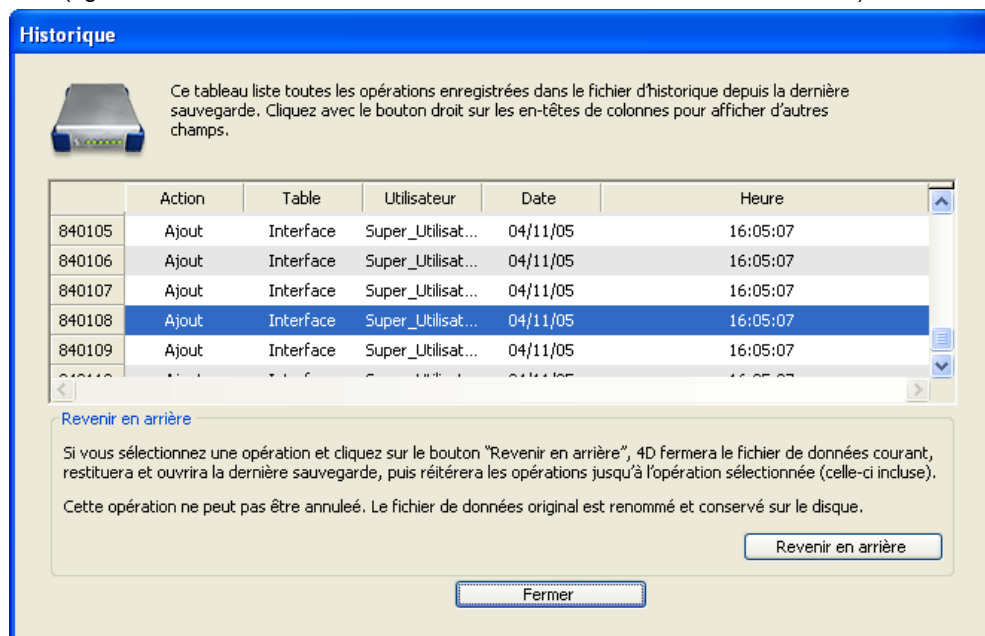 Historique
Ce tableau liste toutes les opérations enregistrées dans le fichier d'historique depuis la dernière
sauvegarde. Cliquez avec le bouton droit sur les en-têtes de colonnes pour afficher d'autres
champs.
Action Table Utilisateur Date Heure
840105 Ajout Interface Super_Utilisat... 04/11/05 16:05:07
840106 Ajout Interface Super_Utilisat... 04/11/05 16:05:07
840107 Ajout Interface Super_Utilisat... 04/11/05 16:05:07
840108 Ajout Interface Super_Utilisat... 04/11/05 16:05:07
840109 Ajout Interface Super_Utilisat... 04/11/05 16:05:07
Revenir en arrière
Si vous sélectionnez une opération et cliquez sur le bouton "Revenir en arrière", 4D fermera le fichier de données courant,
restituera et ouvrira la dernière sauvegarde, puis réitérera les opérations jusqu'à l'opération sélectionnée (celle-ci incluse).
Cette opération ne peut pas être annuleé. Le fichier de données original est renommé et conservé sur le disque.
Revenir en arrière
Fermer